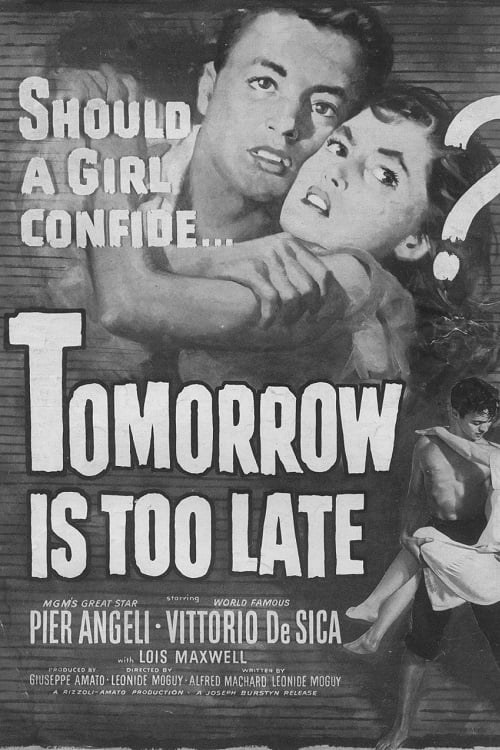 SHOULD
A GIRL
CONFIDE...
?
TOMORROW
IS TOO LATE
MGM'S GREAT STAR starring WORLD FAMOUS
PIER ANGELI · VITTORIO De SICA
with LOIS MAXWELL
PRODUCED BY DIRECTED BY WRITTEN BY
GIUSEPPE AMATO · LEONIDE MOGUY · ALFRED MACHARD LEONIDE MOGUY
A RIZZOLI-AMATO PRODUCTION · A JOSEPH BURSTYN RELEASE